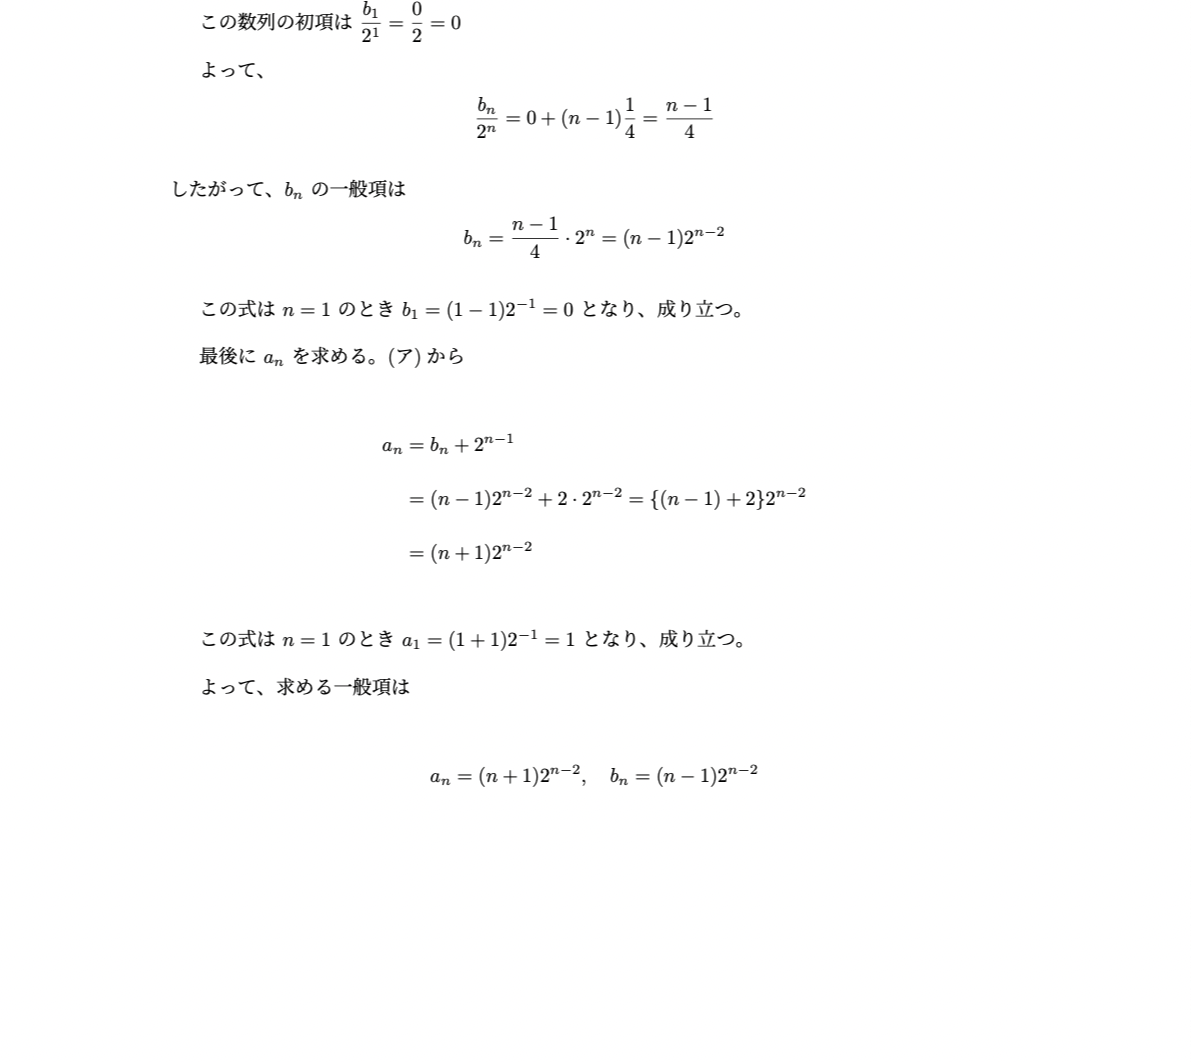 この数列の初項は $\frac{b_1}{2^1} = \frac{0}{2} = 0$
よって、
$\frac{b_n}{2^n} = 0 + (n-1)\frac{1}{4} = \frac{n-1}{4}$
したがって、$b_n$ の一般項は
$b_n = \frac{n-1}{4} \cdot 2^n = (n-1)2^{n-2}$
この式は $n = 1$ のとき $b_1 = (1-1)2^{-1} = 0$ となり、成り立つ。
最後に $a_n$ を求める。(ア) から
$a_n = b_n + 2^{n-1}$
$= (n-1)2^{n-2} + 2 \cdot 2^{n-2} = \{(n-1)+2\}2^{n-2}$
$= (n+1)2^{n-2}$
この式は $n = 1$ のとき $a_1 = (1+1)2^{-1} = 1$ となり、成り立つ。
よって、求める一般項は
$a_n = (n+1)2^{n-2}, \quad b_n = (n-1)2^{n-2}$